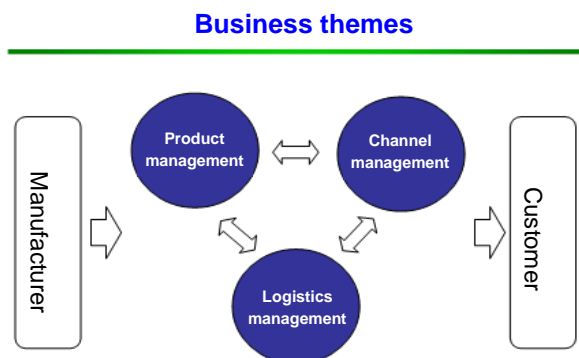 Business themes
Manufacturer
Product
management
Channel
management
Logistics
management
Customer